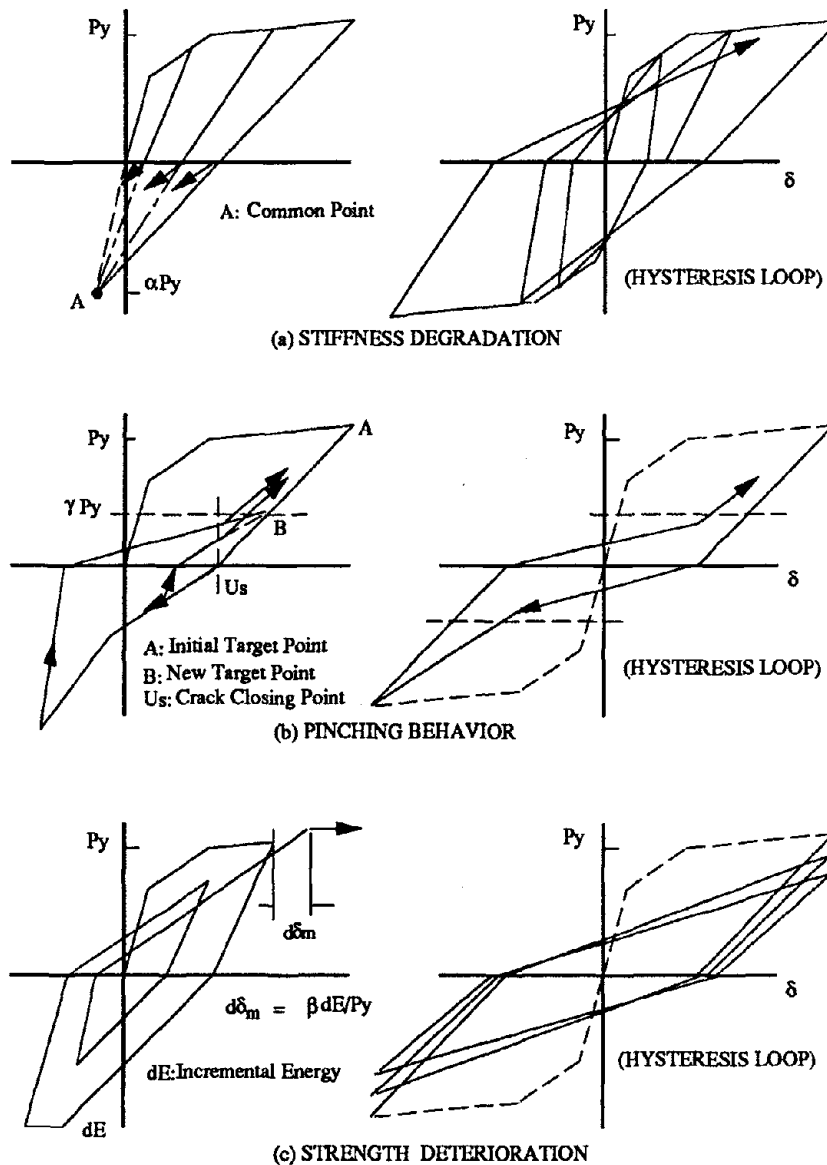 Py
Py
δ
A: Common Point
αPy
A
(HYSTERESIS LOOP)
(a) STIFFNESS DEGRADATION
Py
A
Py
γ Py
B
Us
δ
A: Initial Target Point
B: New Target Point
Us: Crack Closing Point
(HYSTERESIS LOOP)
(b) PINCHING BEHAVIOR
Py
Py
dδm
δ
dδm = β dE/Py
dE:Incremental Energy
(HYSTERESIS LOOP)
dE
(c) STRENGTH DETERIORATION